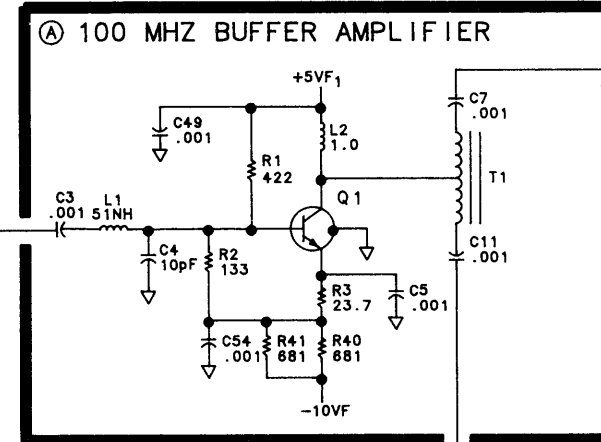 Ⓐ 100 MHZ BUFFER AMPLIFIER
+5VF₁
C7
.001
C49
.001
L2
1.0
R1
422
T1
Q1
C3
.001
L1
51NH
C4
10pF
R2
133
C11
.001
R3
23.7
C5
.001
C54
.001
R41
681
R40
681
-10VF